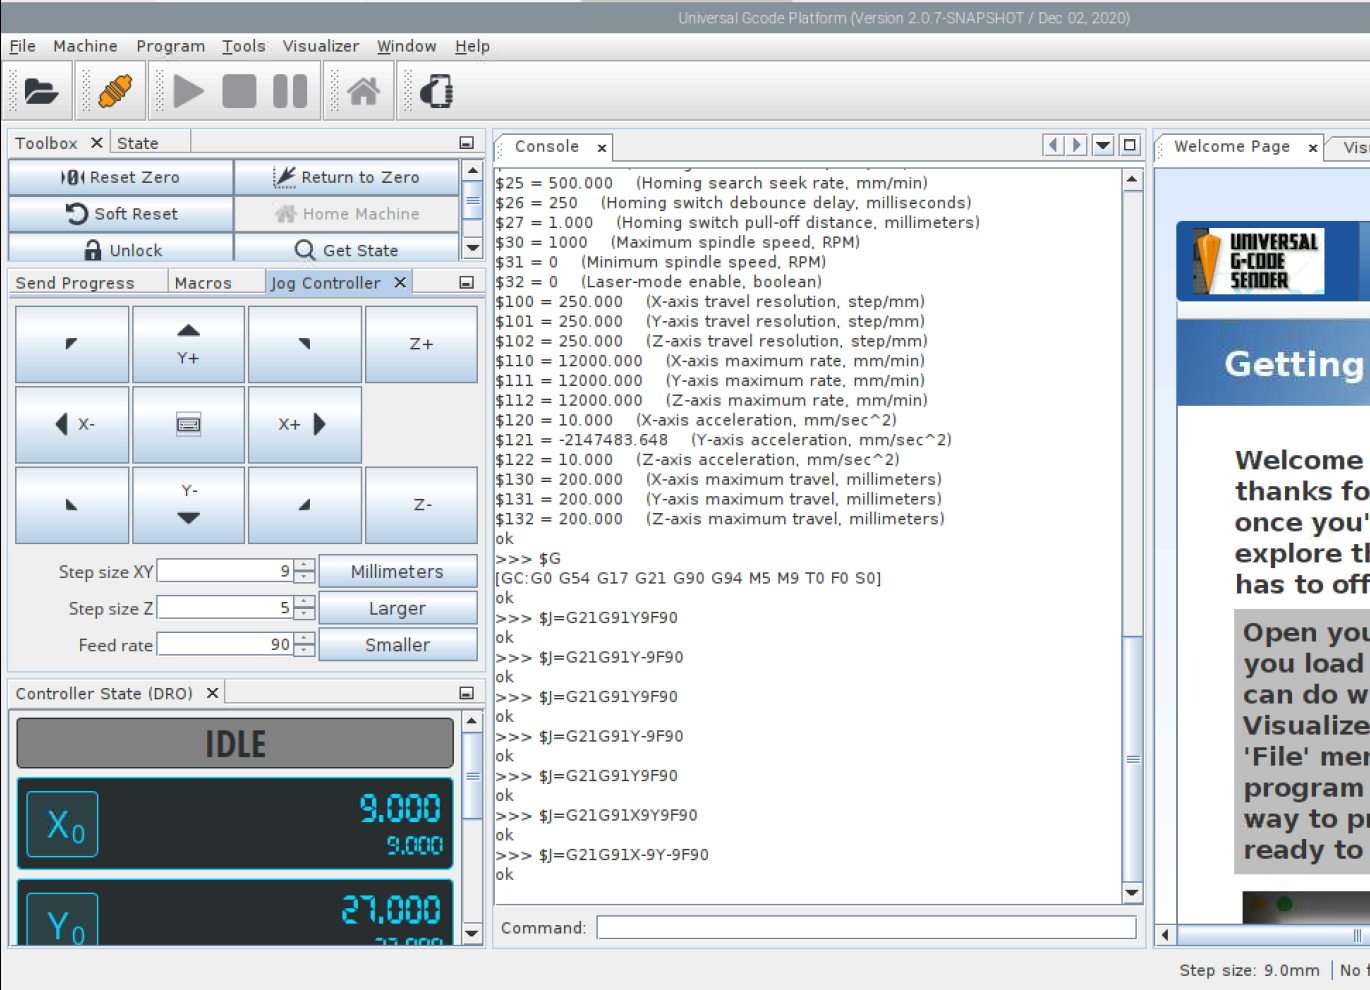 Universal Gcode Platform (Version 2.0.7-SNAPSHOT / Dec 02, 2020)
File Machine Program Tools Visualizer Window Help
Toolbox State
Reset Zero Return to Zero
Soft Reset Home Machine
Unlock Get State
Send Progress Macros Jog Controller
Y+ Z+
X- X+
Y- Z-
Step size XY 9 Millimeters
Step size Z 5 Larger
Feed rate 90 Smaller
Controller State (DRO)
IDLE
X0 9.000
9.000
Y0 27.000
Console
$25 = 500.000 (Homing search seek rate, mm/min)
$26 = 250 (Homing switch debounce delay, milliseconds)
$27 = 1.000 (Homing switch pull-off distance, millimeters)
$30 = 1000 (Maximum spindle speed, RPM)
$31 = 0 (Minimum spindle speed, RPM)
$32 = 0 (Laser-mode enable, boolean)
$100 = 250.000 (X-axis travel resolution, step/mm)
$101 = 250.000 (Y-axis travel resolution, step/mm)
$102 = 250.000 (Z-axis travel resolution, step/mm)
$110 = 12000.000 (X-axis maximum rate, mm/min)
$111 = 12000.000 (Y-axis maximum rate, mm/min)
$112 = 12000.000 (Z-axis maximum rate, mm/min)
$120 = 10.000 (X-axis acceleration, mm/sec^2)
$121 = -2147483.648 (Y-axis acceleration, mm/sec^2)
$122 = 10.000 (Z-axis acceleration, mm/sec^2)
$130 = 200.000 (X-axis maximum travel, millimeters)
$131 = 200.000 (Y-axis maximum travel, millimeters)
$132 = 200.000 (Z-axis maximum travel, millimeters)
ok
>>> $G
[GC:G0 G54 G17 G21 G90 G94 M5 M9 T0 F0 S0]
ok
>>> $J=G21G91Y9F90
ok
>>> $J=G21G91Y-9F90
ok
>>> $J=G21G91Y9F90
ok
>>> $J=G21G91Y-9F90
ok
>>> $J=G21G91Y9F90
ok
>>> $J=G21G91X9Y9F90
ok
>>> $J=G21G91X-9Y-9F90
ok
Command:
Welcome Page Vis
UNIVERSAL
G-CODE
SENDER
Getting
Welcome
thanks fo
once you'
explore th
has to off
Open you
you load
can do w
Visualize
'File' me
program
way to p
ready to
Step size: 9.0mm No f